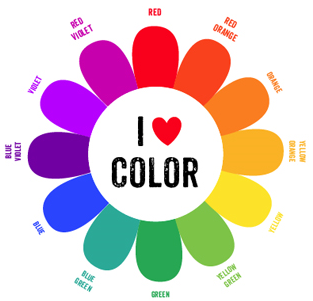 RED
RED
ORANGE
ORANGE
YELLOW
ORANGE
YELLOW
YELLOW
GREEN
GREEN
BLUE
GREEN
BLUE
BLUE
VIOLET
VIOLET
RED
VIOLET
I
COLOR